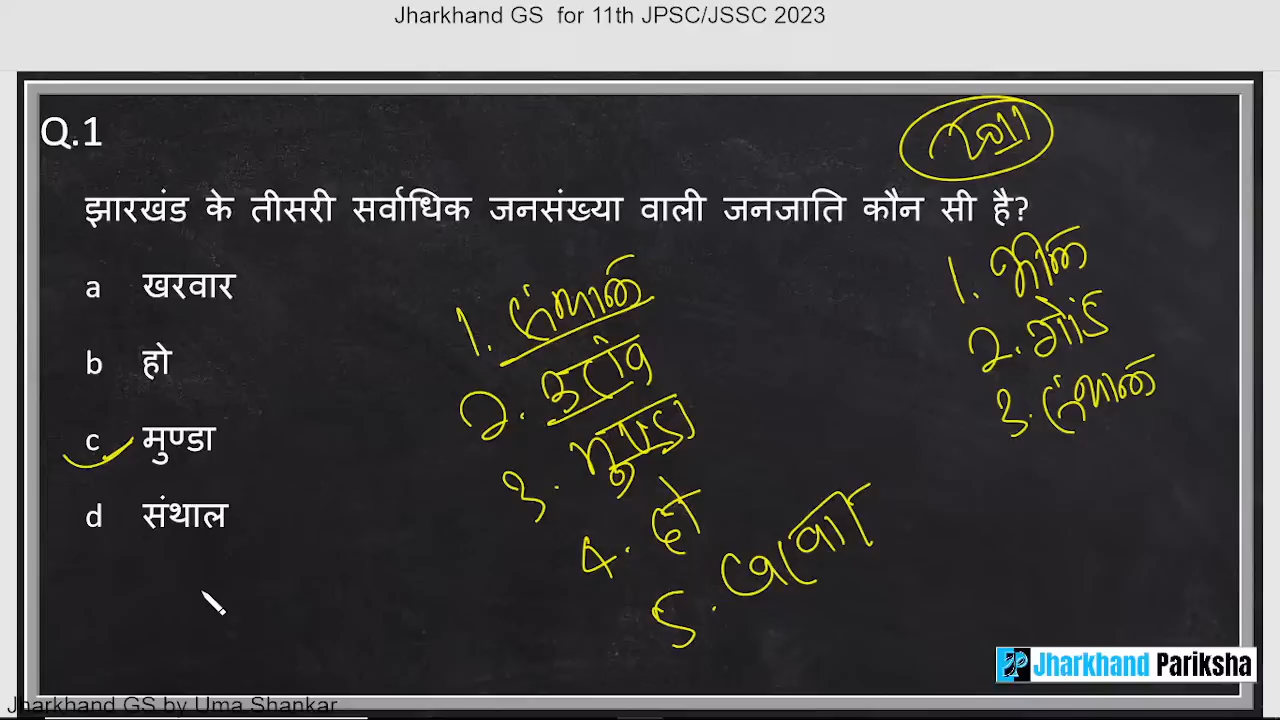 Jharkhand GS for 11th JPSC/JSSC 2023
Q.1
झारखंड के तीसरी सर्वाधिक जनसंख्या वाली जनजाति कौन सी है?
a खरवार
b हो
c मुण्डा
d संथाल
1. संथाल
2. उराँव
3. मुण्डा
4. हो
5. खरवार
1. भील
2. गोंड
3. संथाल
Jharkhand Pariksha
Jharkhand GS by Uma Shankar